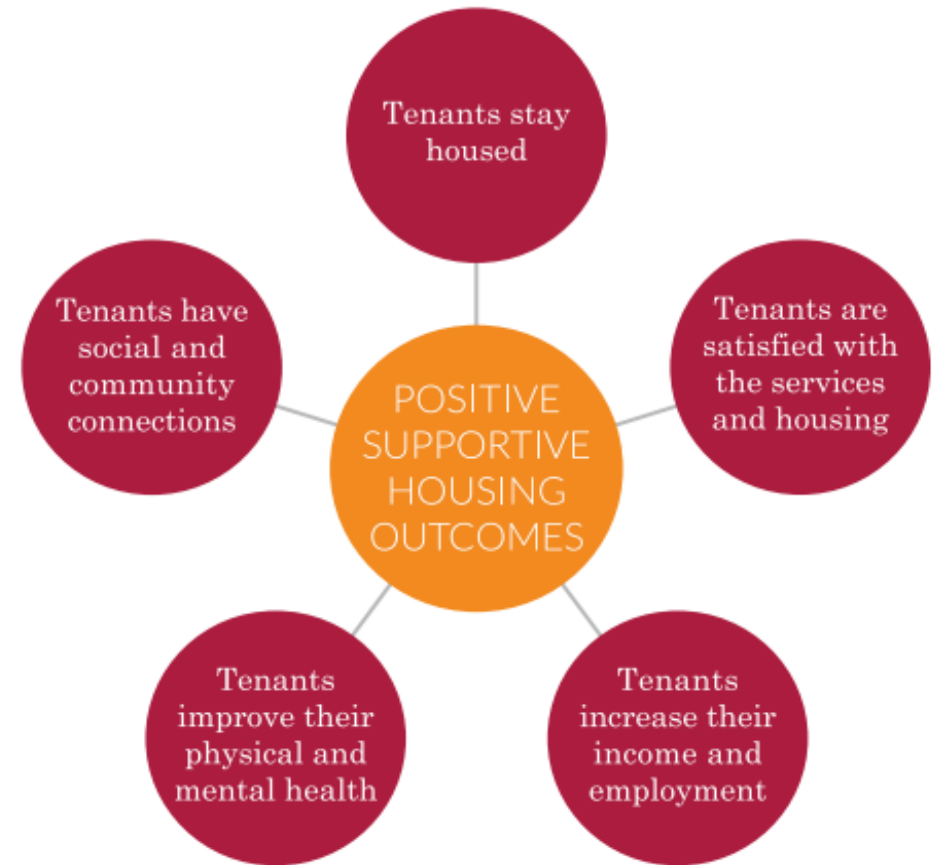 Tenants stay
housed
Tenants have
social and
community
connections
Tenants are
satisfied with
the services
and housing
POSITIVE
SUPPORTIVE
HOUSING
OUTCOMES
Tenants
improve their
physical and
mental health
Tenants
increase their
income and
employment